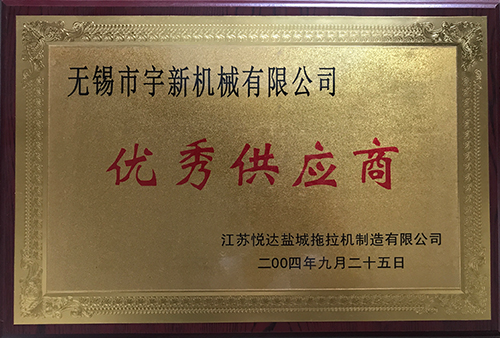 无锡市宇新机械有限公司
优秀供应商
江苏悦达盐城拖拉机制造有限公司
二00四年九月二十五日